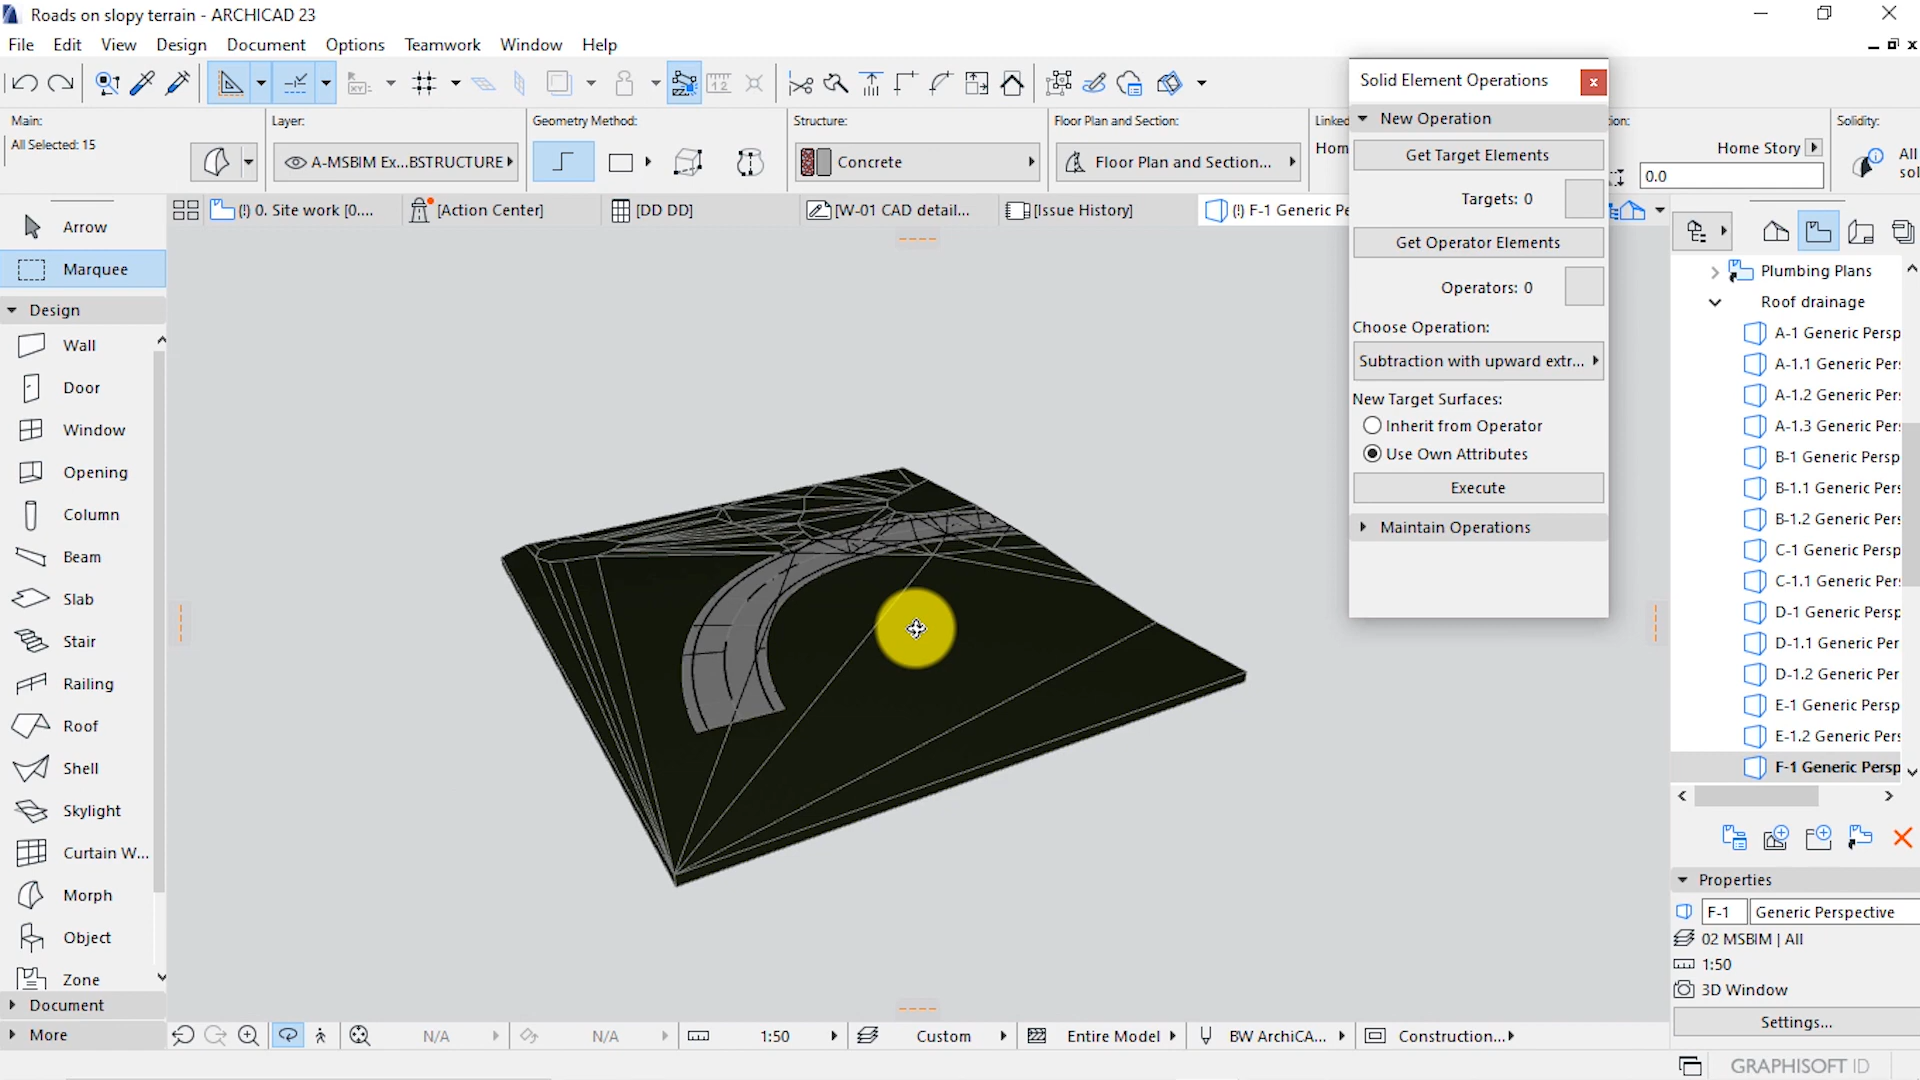 Roads on slopy terrain - ARCHICAD 23
File Edit View Design Document Options Teamwork Window Help
Main:
All Selected: 15
Layer:
A-MSBIM Ex...BSTRUCTURE
Geometry Method:
Structure:
Concrete
Floor Plan and Section:
Floor Plan and Section...
Linked
Hom
ion:
Home Story
0.0
Solidity:
All
sol
(!) 0. Site work [0....
[Action Center]
[DD DD]
[W-01 CAD detail...
[Issue History]
(!) F-1 Generic Pe
Arrow
Marquee
Design
Wall
Door
Window
Opening
Column
Beam
Slab
Stair
Railing
Roof
Shell
Skylight
Curtain W...
Morph
Object
Zone
Document
More
Solid Element Operations
New Operation
Get Target Elements
Targets: 0
Get Operator Elements
Operators: 0
Choose Operation:
Subtraction with upward extr...
New Target Surfaces:
Inherit from Operator
Use Own Attributes
Execute
Maintain Operations
Plumbing Plans
Roof drainage
A-1 Generic Persp
A-1.1 Generic Per
A-1.2 Generic Per
A-1.3 Generic Per
B-1 Generic Persp
B-1.1 Generic Per
B-1.2 Generic Per
C-1 Generic Persp
C-1.1 Generic Per
D-1 Generic Persp
D-1.1 Generic Per
D-1.2 Generic Per
E-1 Generic Persp
E-1.2 Generic Per
F-1 Generic Persp
Properties
F-1 Generic Perspective
02 MSBIM | All
1:50
3D Window
Settings...
N/A N/A 1:50 Custom Entire Model BW ArchiCA... Construction...
GRAPHISOFT ID